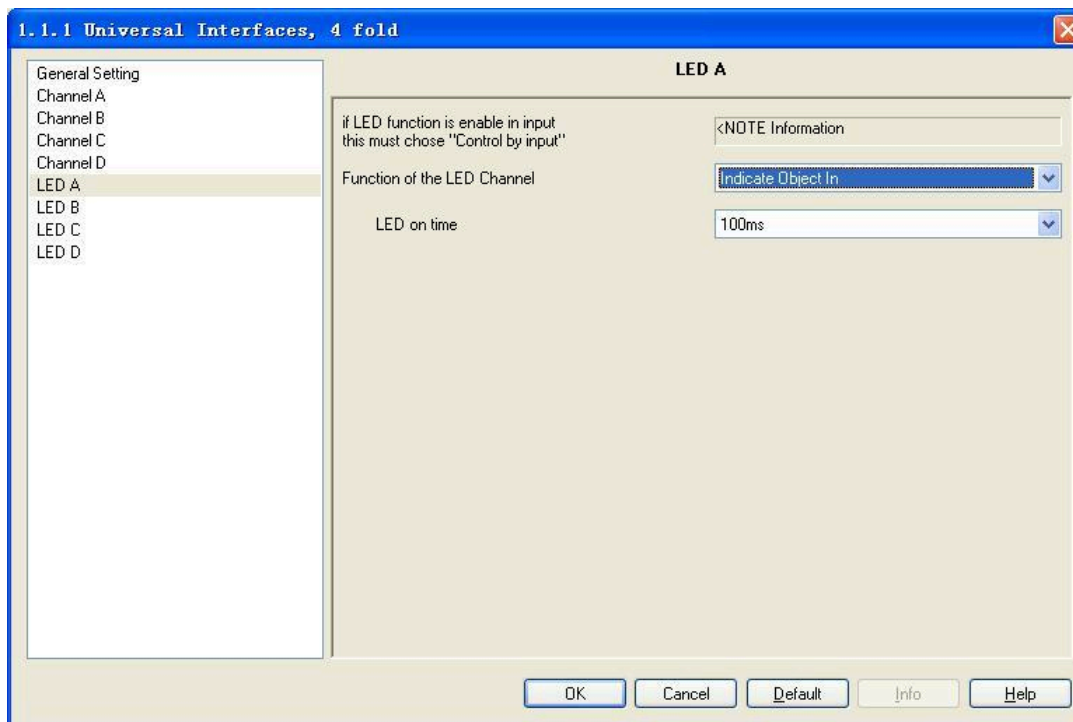 1.1.1 Universal Interfaces, 4 fold
General Setting
Channel A
Channel B
Channel C
Channel D
LED A
LED B
LED C
LED D
LED A
if LED function is enable in input
this must chose "Control by input"
<NOTE Information
Function of the LED Channel
Indicate Object In
LED on time
100ms
OK
Cancel
Default
Info
Help